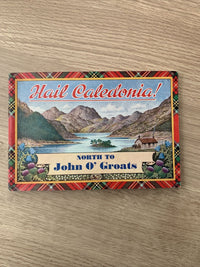 Hail Caledonia!
NORTH TO
John O' Groats